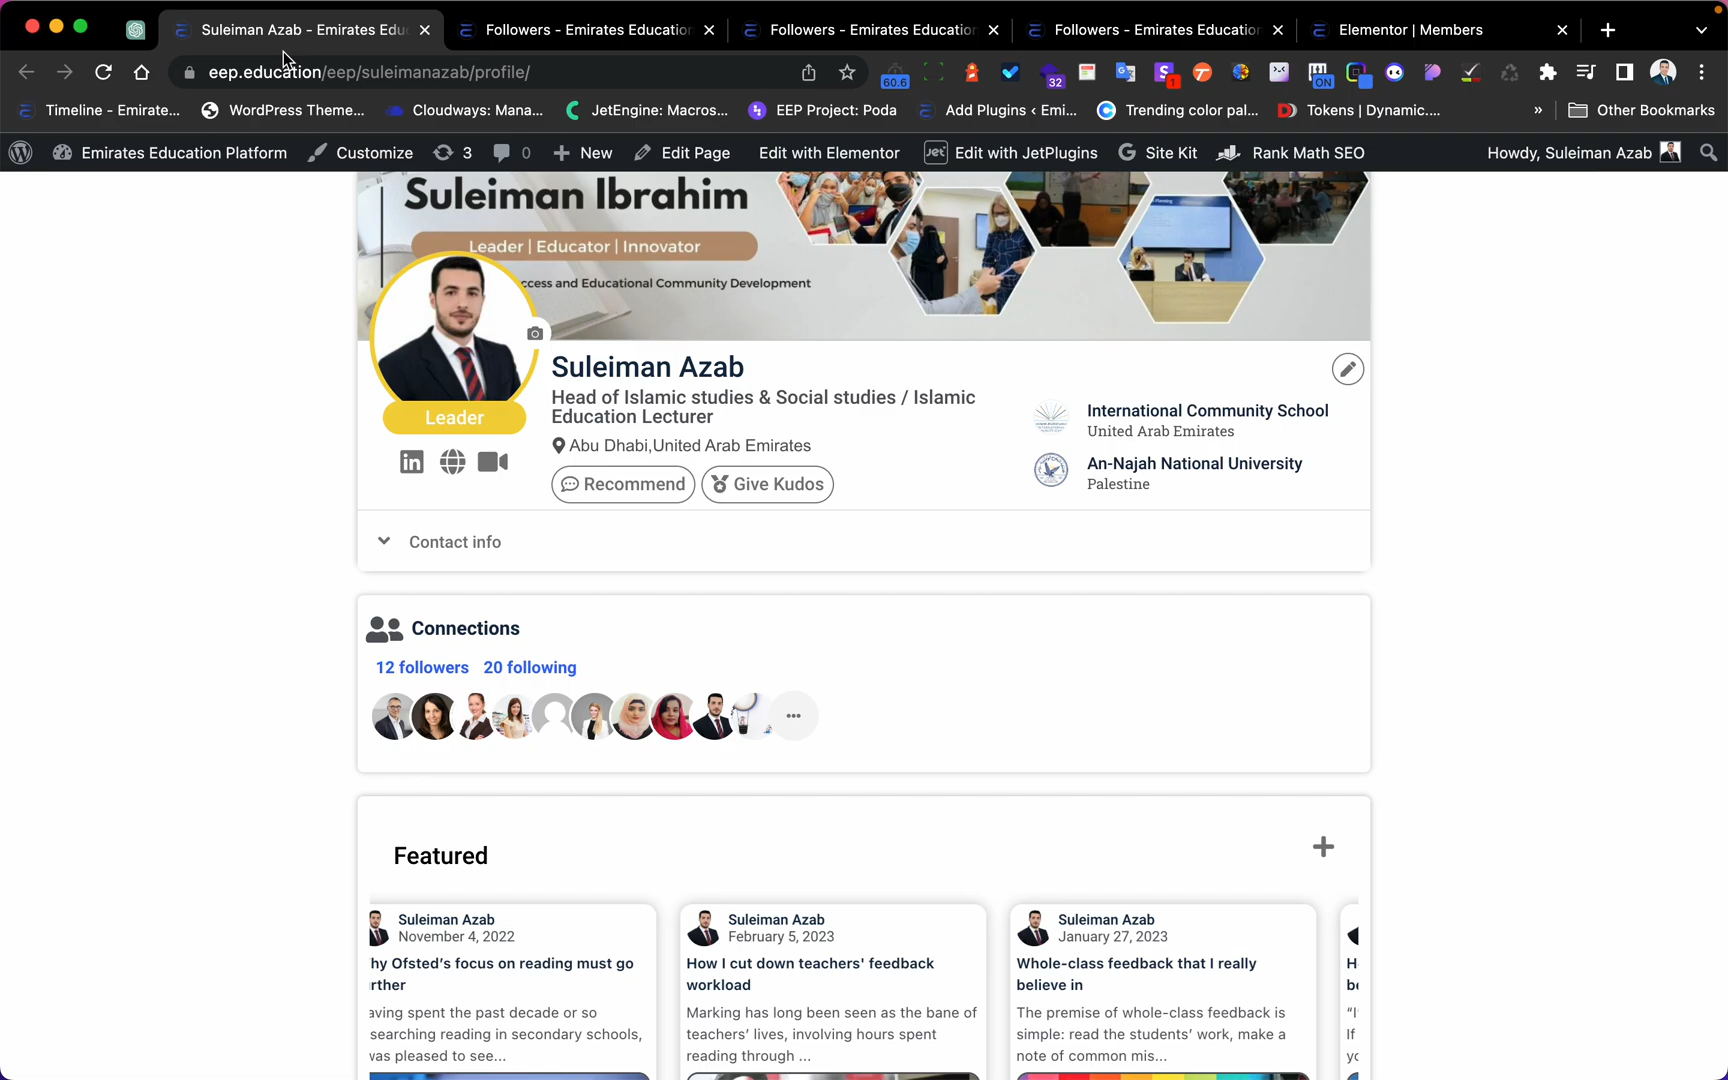 Suleiman Azab - Emirates Edu
Followers - Emirates Education
Followers - Emirates Education
Followers - Emirates Education
Elementor | Members
eep.education/eep/suleimanazab/profile/
60.6
32
1
ON
Timeline - Emirate...
WordPress Theme...
Cloudways: Mana...
JetEngine: Macros...
EEP Project: Poda
Add Plugins ‹ Emi...
Trending color pal...
Tokens | Dynamic....
»
Other Bookmarks
Emirates Education Platform
Customize
3
0
New
Edit Page
Edit with Elementor
Jet
Edit with JetPlugins
Site Kit
Rank Math SEO
Howdy, Suleiman Azab
Suleiman Ibrahim
Leader | Educator | Innovator
ccess and Educational Community Development
Suleiman Azab
Head of Islamic studies & Social studies / Islamic
Education Lecturer
Abu Dhabi,United Arab Emirates
Leader
Recommend
Give Kudos
International Community School
United Arab Emirates
An-Najah National University
Palestine
Contact info
Connections
12 followers 20 following
Featured
Suleiman Azab
November 4, 2022
hy Ofsted's focus on reading must go
rther
aving spent the past decade or so
searching reading in secondary schools,
was pleased to see...
Suleiman Azab
February 5, 2023
How I cut down teachers' feedback
workload
Marking has long been seen as the bane of
teachers' lives, involving hours spent
reading through ...
Suleiman Azab
January 27, 2023
Whole-class feedback that I really
believe in
The premise of whole-class feedback is
simple: read the students' work, make a
note of common mis...
H
be
"I
If
yo